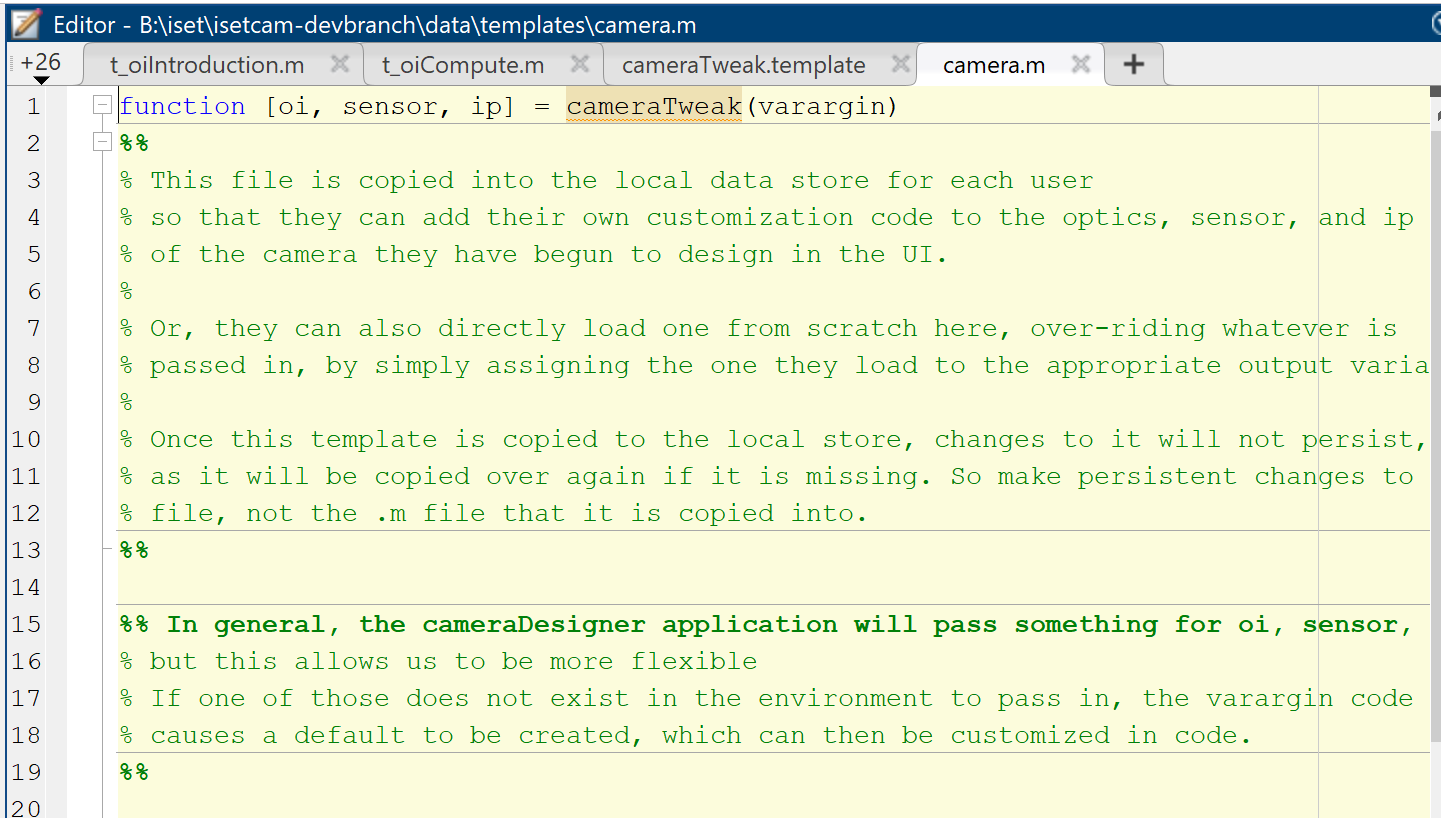 Editor - B:\iset\isetcam-devbranch\data\templates\camera.m
+26 t_oiIntroduction.m t_oiCompute.m cameraTweak.template camera.m +
1 function [oi, sensor, ip] = cameraTweak(varargin)
2 %%
3 % This file is copied into the local data store for each user
4 % so that they can add their own customization code to the optics, sensor, and ip
5 % of the camera they have begun to design in the UI.
6 %
7 % Or, they can also directly load one from scratch here, over-riding whatever is
8 % passed in, by simply assigning the one they load to the appropriate output varia
9 %
10 % Once this template is copied to the local store, changes to it will not persist,
11 % as it will be copied over again if it is missing. So make persistent changes to
12 % file, not the .m file that it is copied into.
13 %%
14
15 %% In general, the cameraDesigner application will pass something for oi, sensor,
16 % but this allows us to be more flexible
17 % If one of those does not exist in the environment to pass in, the varargin code
18 % causes a default to be created, which can then be customized in code.
19 %%
20